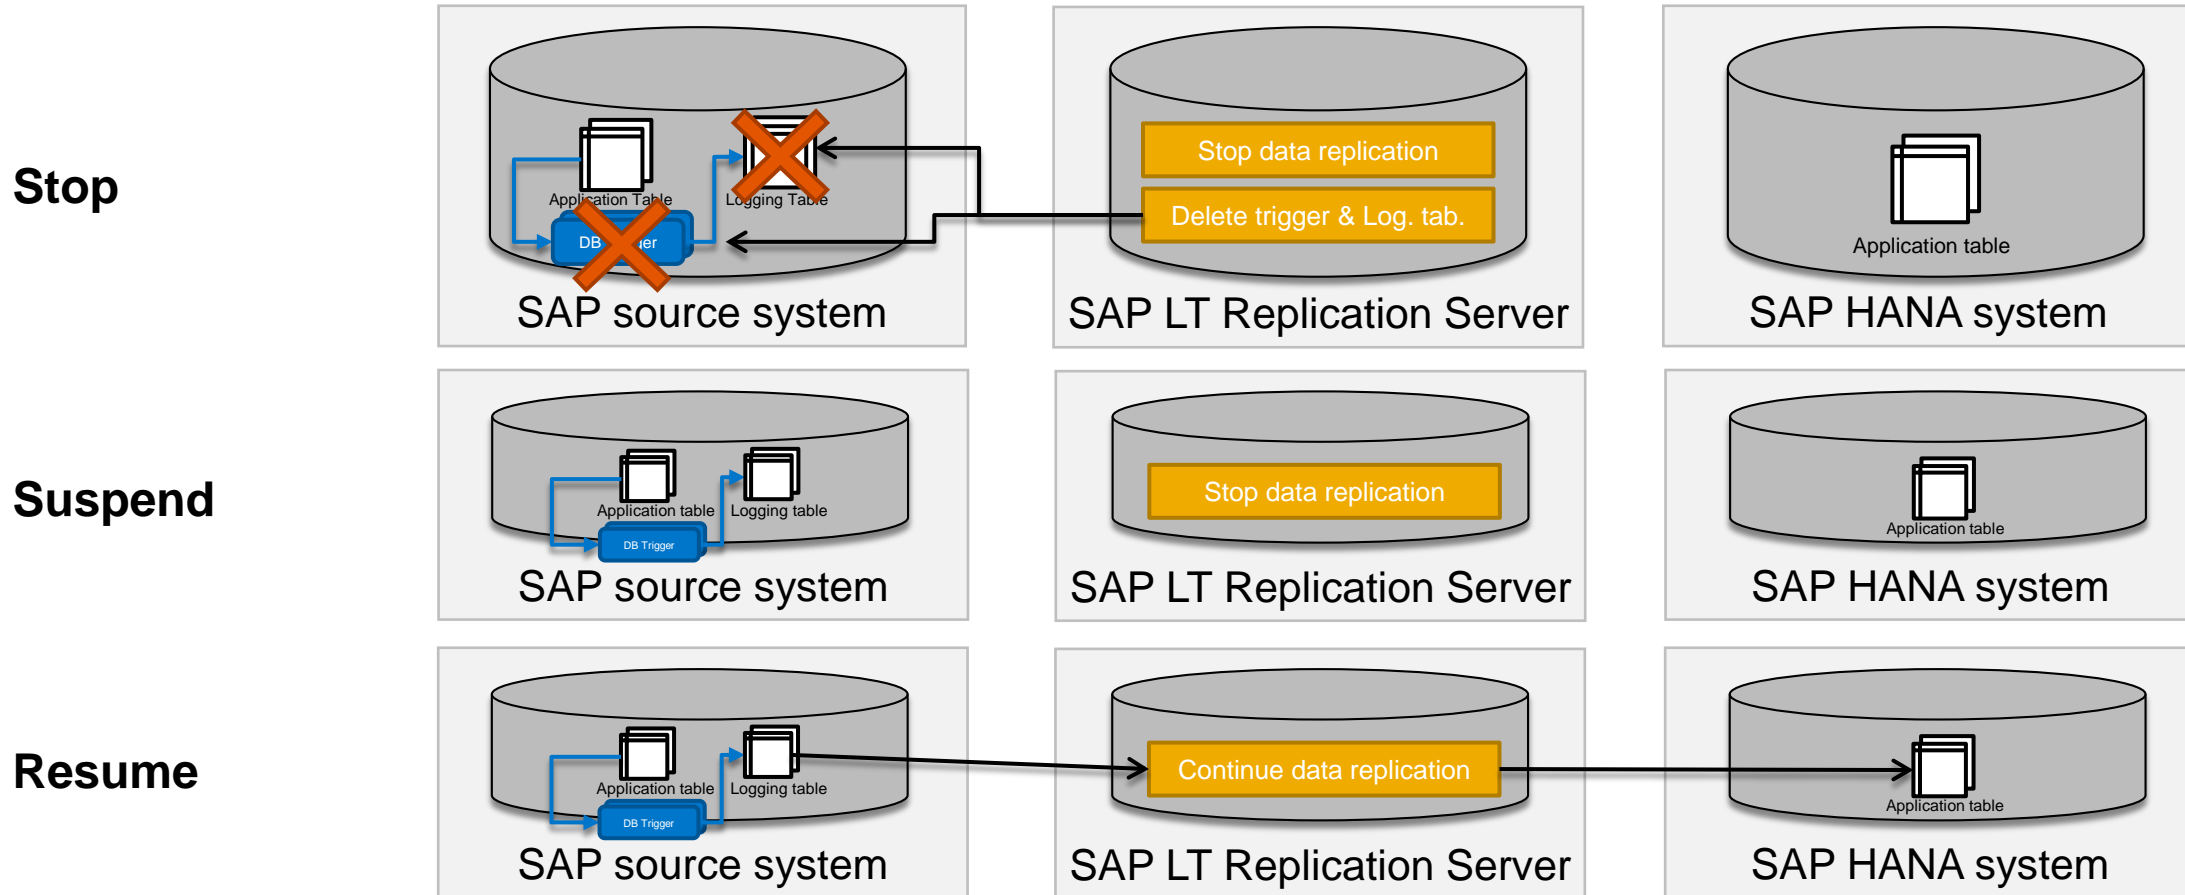 Stop
Application Table
Logging Table
DB Trigger
SAP source system
Stop data replication
Delete trigger & Log. tab.
SAP LT Replication Server
Application table
SAP HANA system
Suspend
Application table
Logging table
DB Trigger
SAP source system
Stop data replication
SAP LT Replication Server
Application table
SAP HANA system
Resume
Application table
Logging table
DB Trigger
SAP source system
Continue data replication
SAP LT Replication Server
Application table
SAP HANA system